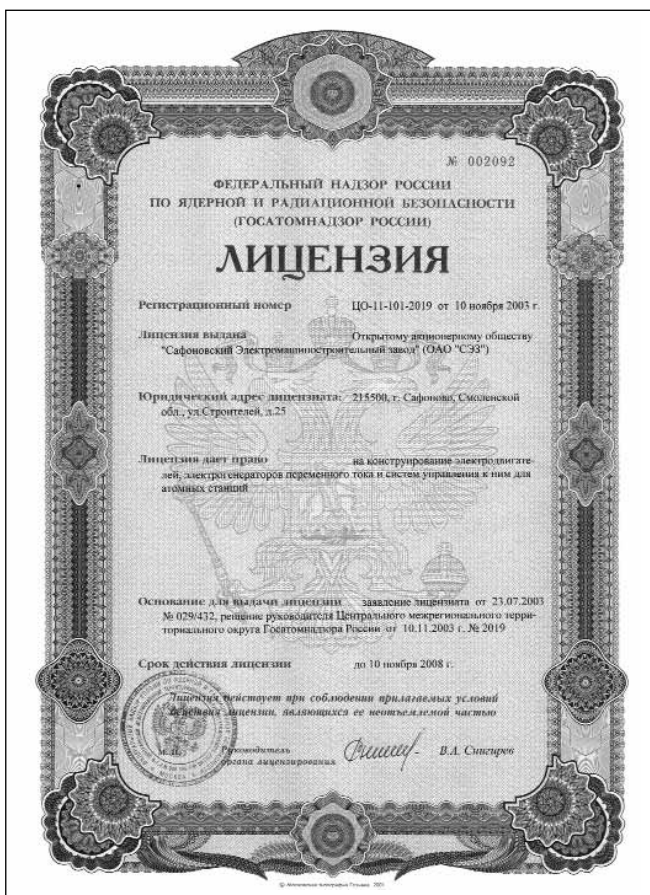 № 002092
ФЕДЕРАЛЬНЫЙ НАДЗОР РОССИИ
ПО ЯДЕРНОЙ И РАДИАЦИОННОЙ БЕЗОПАСНОСТИ
(ГОСАТОМНАДЗОР РОССИИ)
ЛИЦЕНЗИЯ
Регистрационный номер ЦО-11-101-2019 от 10 ноября 2003 г.
Лицензия выдана Открытому акционерному обществу
"Сафоновский Электромашиностроительный завод" (ОАО "СЭЗ")
Юридический адрес лицензиата: 215500, г. Сафоново, Смоленской
обл., ул.Строителей, д.25
Лицензия дает право на конструирование электродвигате-
лей, электрогенераторов переменного тока и систем управления к ним для
атомных станций
Основание для выдачи лицензии заявление лицензиата от 23.07.2003
№ 029/432, решение руководителя Центрального межрегионального терри-
ториального округа Госатомнадзора России от 10.11.2003 г. № 2019
Срок действия лицензии до 10 ноября 2008 г.
Лицензия действует при соблюдении прилагаемых условий
действия лицензии, являющихся ее неотъемлемой частью
М.П.
Руководитель
органа лицензирования В.А. Снигирев